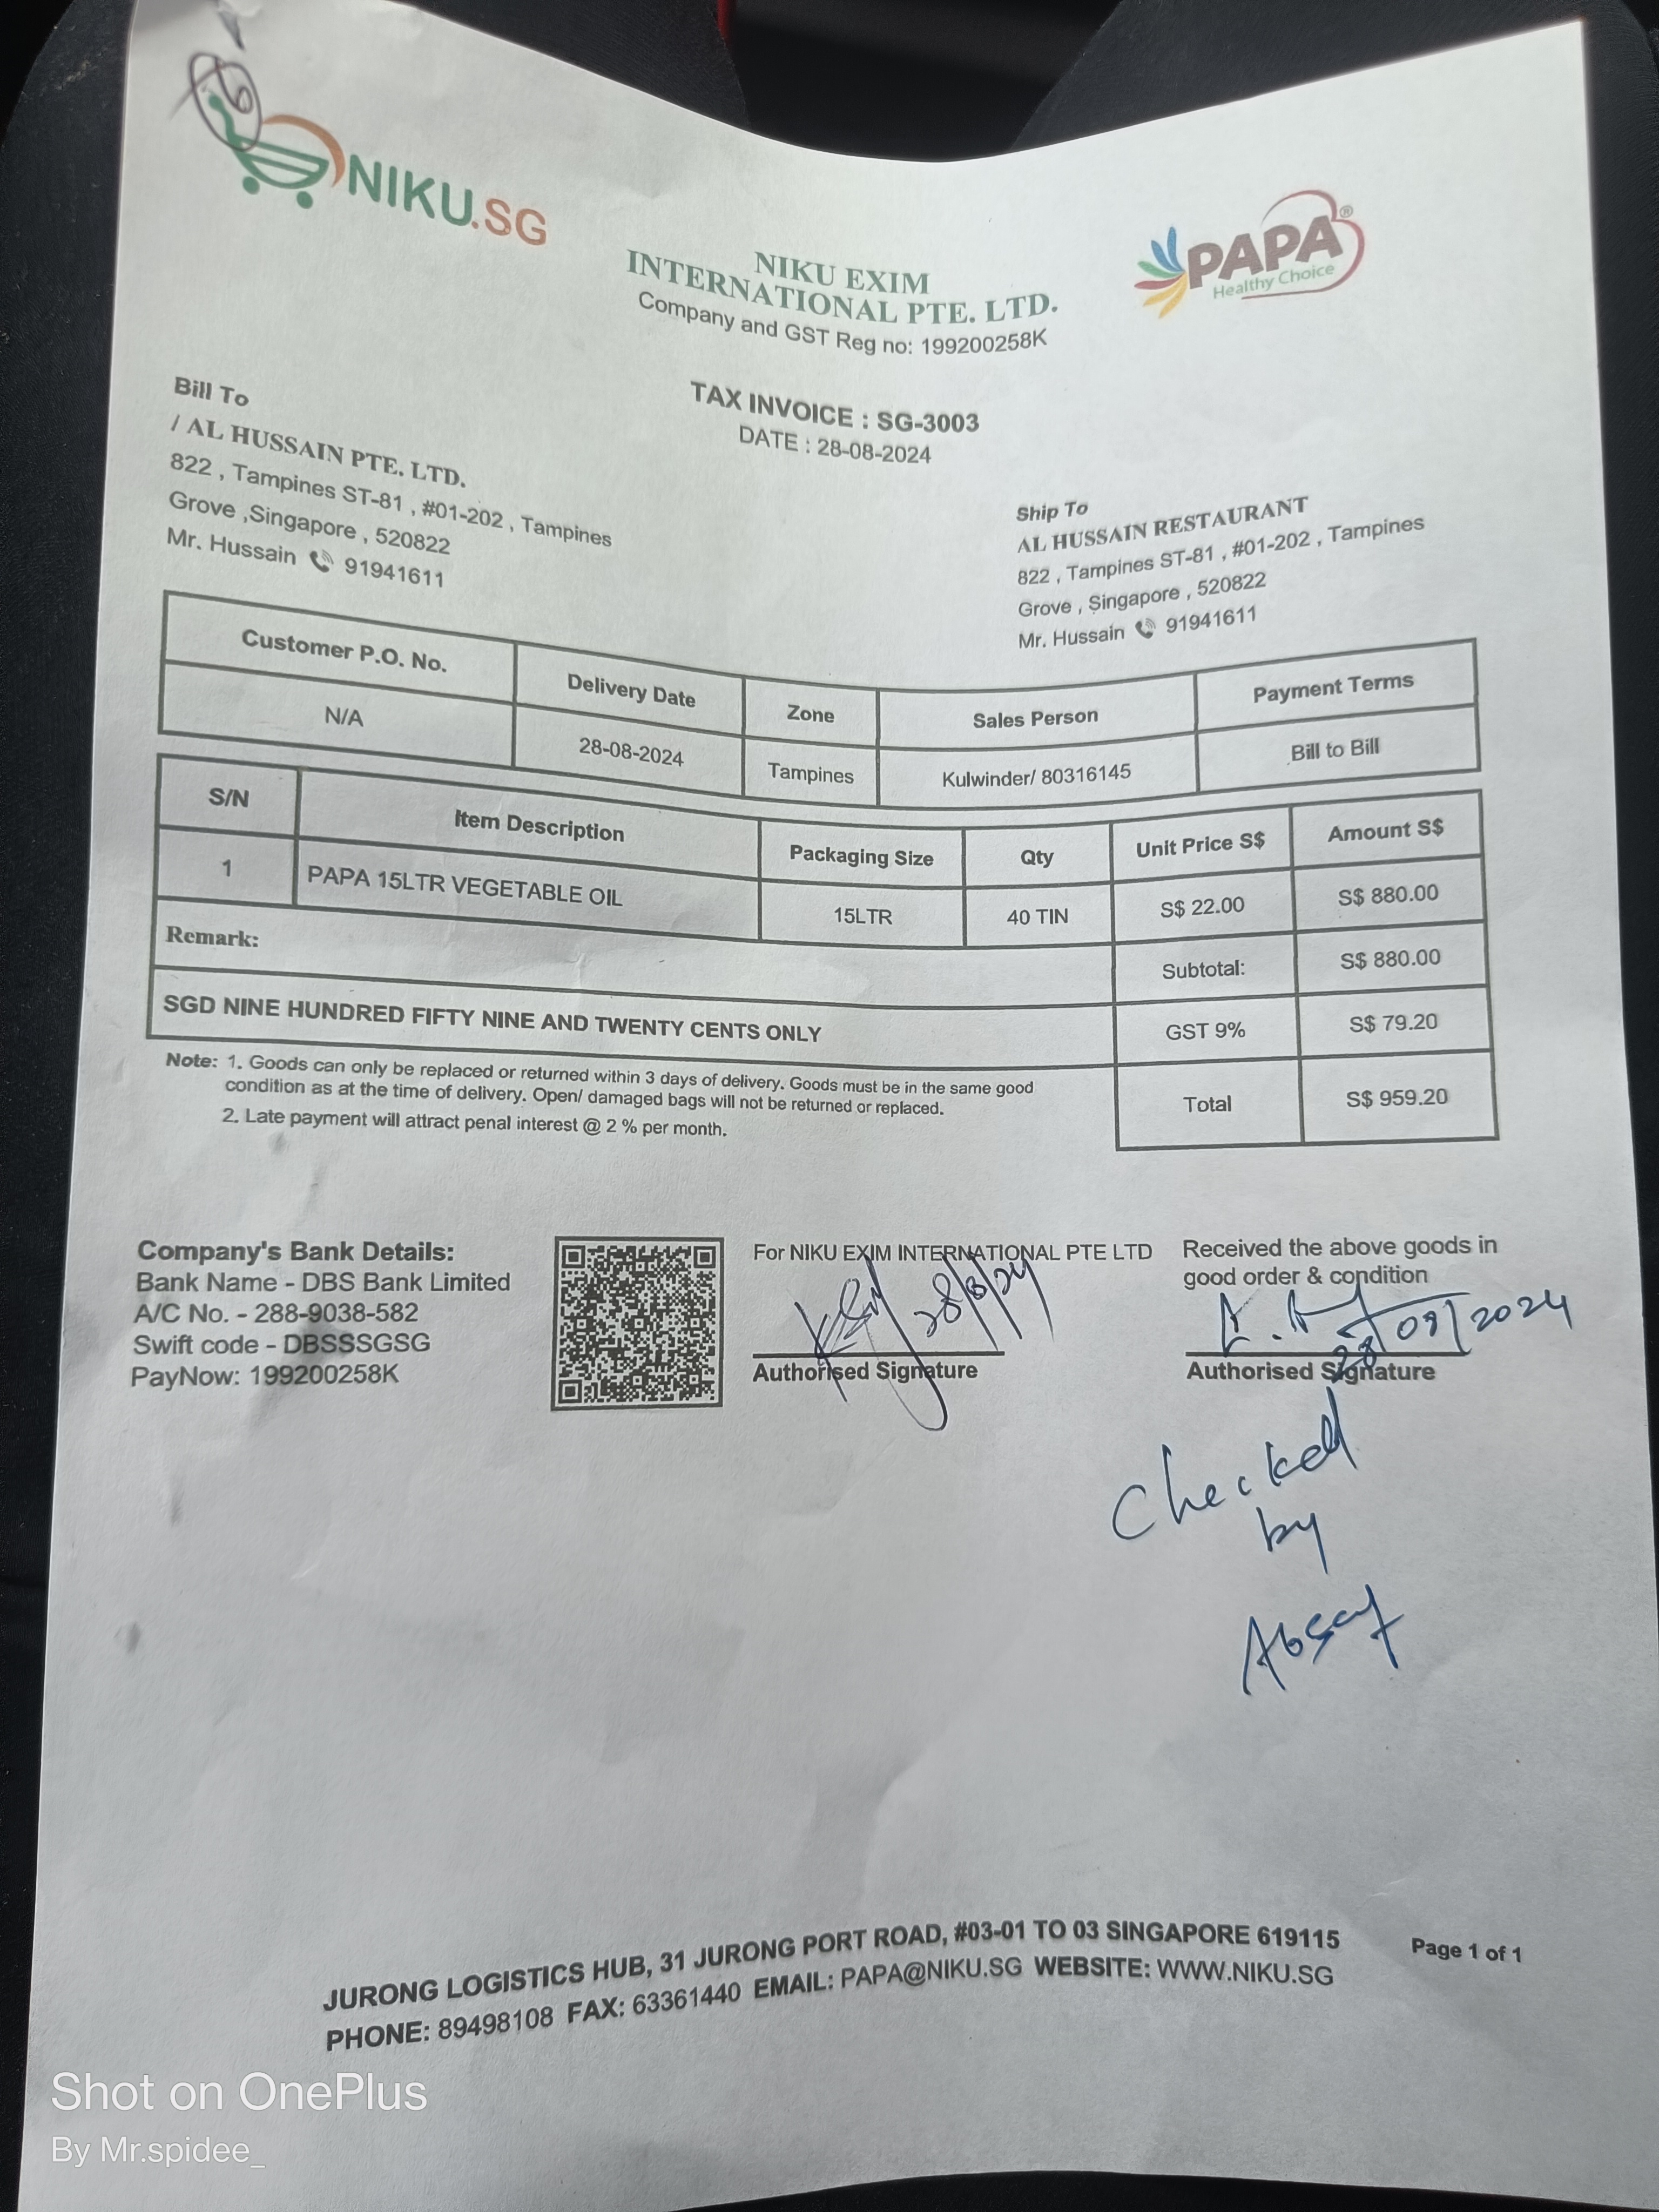 6
NIKU.SG
PAPA®
Healthy Choice
NIKU EXIM
INTERNATIONAL PTE. LTD.
Company and GST Reg no: 199200258K
TAX INVOICE : SG-3003
DATE : 28-08-2024
Bill To
/ AL HUSSAIN PTE. LTD.
822 , Tampines ST-81 , #01-202 , Tampines
Grove ,Singapore , 520822
Mr. Hussain 91941611
Ship To
AL HUSSAIN RESTAURANT
822 , Tampines ST-81 , #01-202 , Tampines
Grove , Singapore , 520822
Mr. Hussain 91941611
Customer P.O. No. Delivery Date Zone Sales Person Payment Terms
N/A 28-08-2024 Tampines Kulwinder/ 80316145 Bill to Bill
S/N Item Description Packaging Size Qty Unit Price S$ Amount S$
1 PAPA 15LTR VEGETABLE OIL 15LTR 40 TIN S$ 22.00 S$ 880.00
Remark: Subtotal: S$ 880.00
SGD NINE HUNDRED FIFTY NINE AND TWENTY CENTS ONLY GST 9% S$ 79.20
Total S$ 959.20
Note: 1. Goods can only be replaced or returned within 3 days of delivery. Goods must be in the same good
condition as at the time of delivery. Open/ damaged bags will not be returned or replaced.
2. Late payment will attract penal interest @ 2 % per month.
Company's Bank Details:
Bank Name - DBS Bank Limited
A/C No. - 288-9038-582
Swift code - DBSSSGSG
PayNow: 199200258K
For NIKU EXIM INTERNATIONAL PTE LTD
28/8/24
Authorised Signature
Received the above goods in
good order & condition
28/08/2024
Authorised Signature
Checked
by
JURONG LOGISTICS HUB, 31 JURONG PORT ROAD, #03-01 TO 03 SINGAPORE 619115
PHONE: 89498108 FAX: 63361440 EMAIL: PAPA@NIKU.SG WEBSITE: WWW.NIKU.SG
Page 1 of 1
Shot on OnePlus
By Mr.spidee_